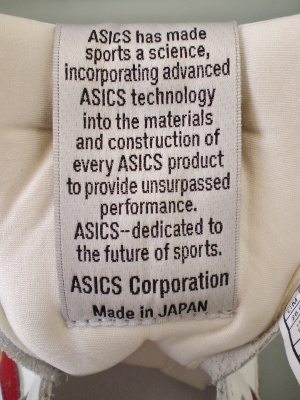 ASICS has made
sports a science,
incorporating advanced
ASICS technology
into the materials
and construction of
every ASICS product
to provide unsurpassed
performance.
ASICS--dedicated to
the future of sports.
ASICS Corporation
Made in JAPAN